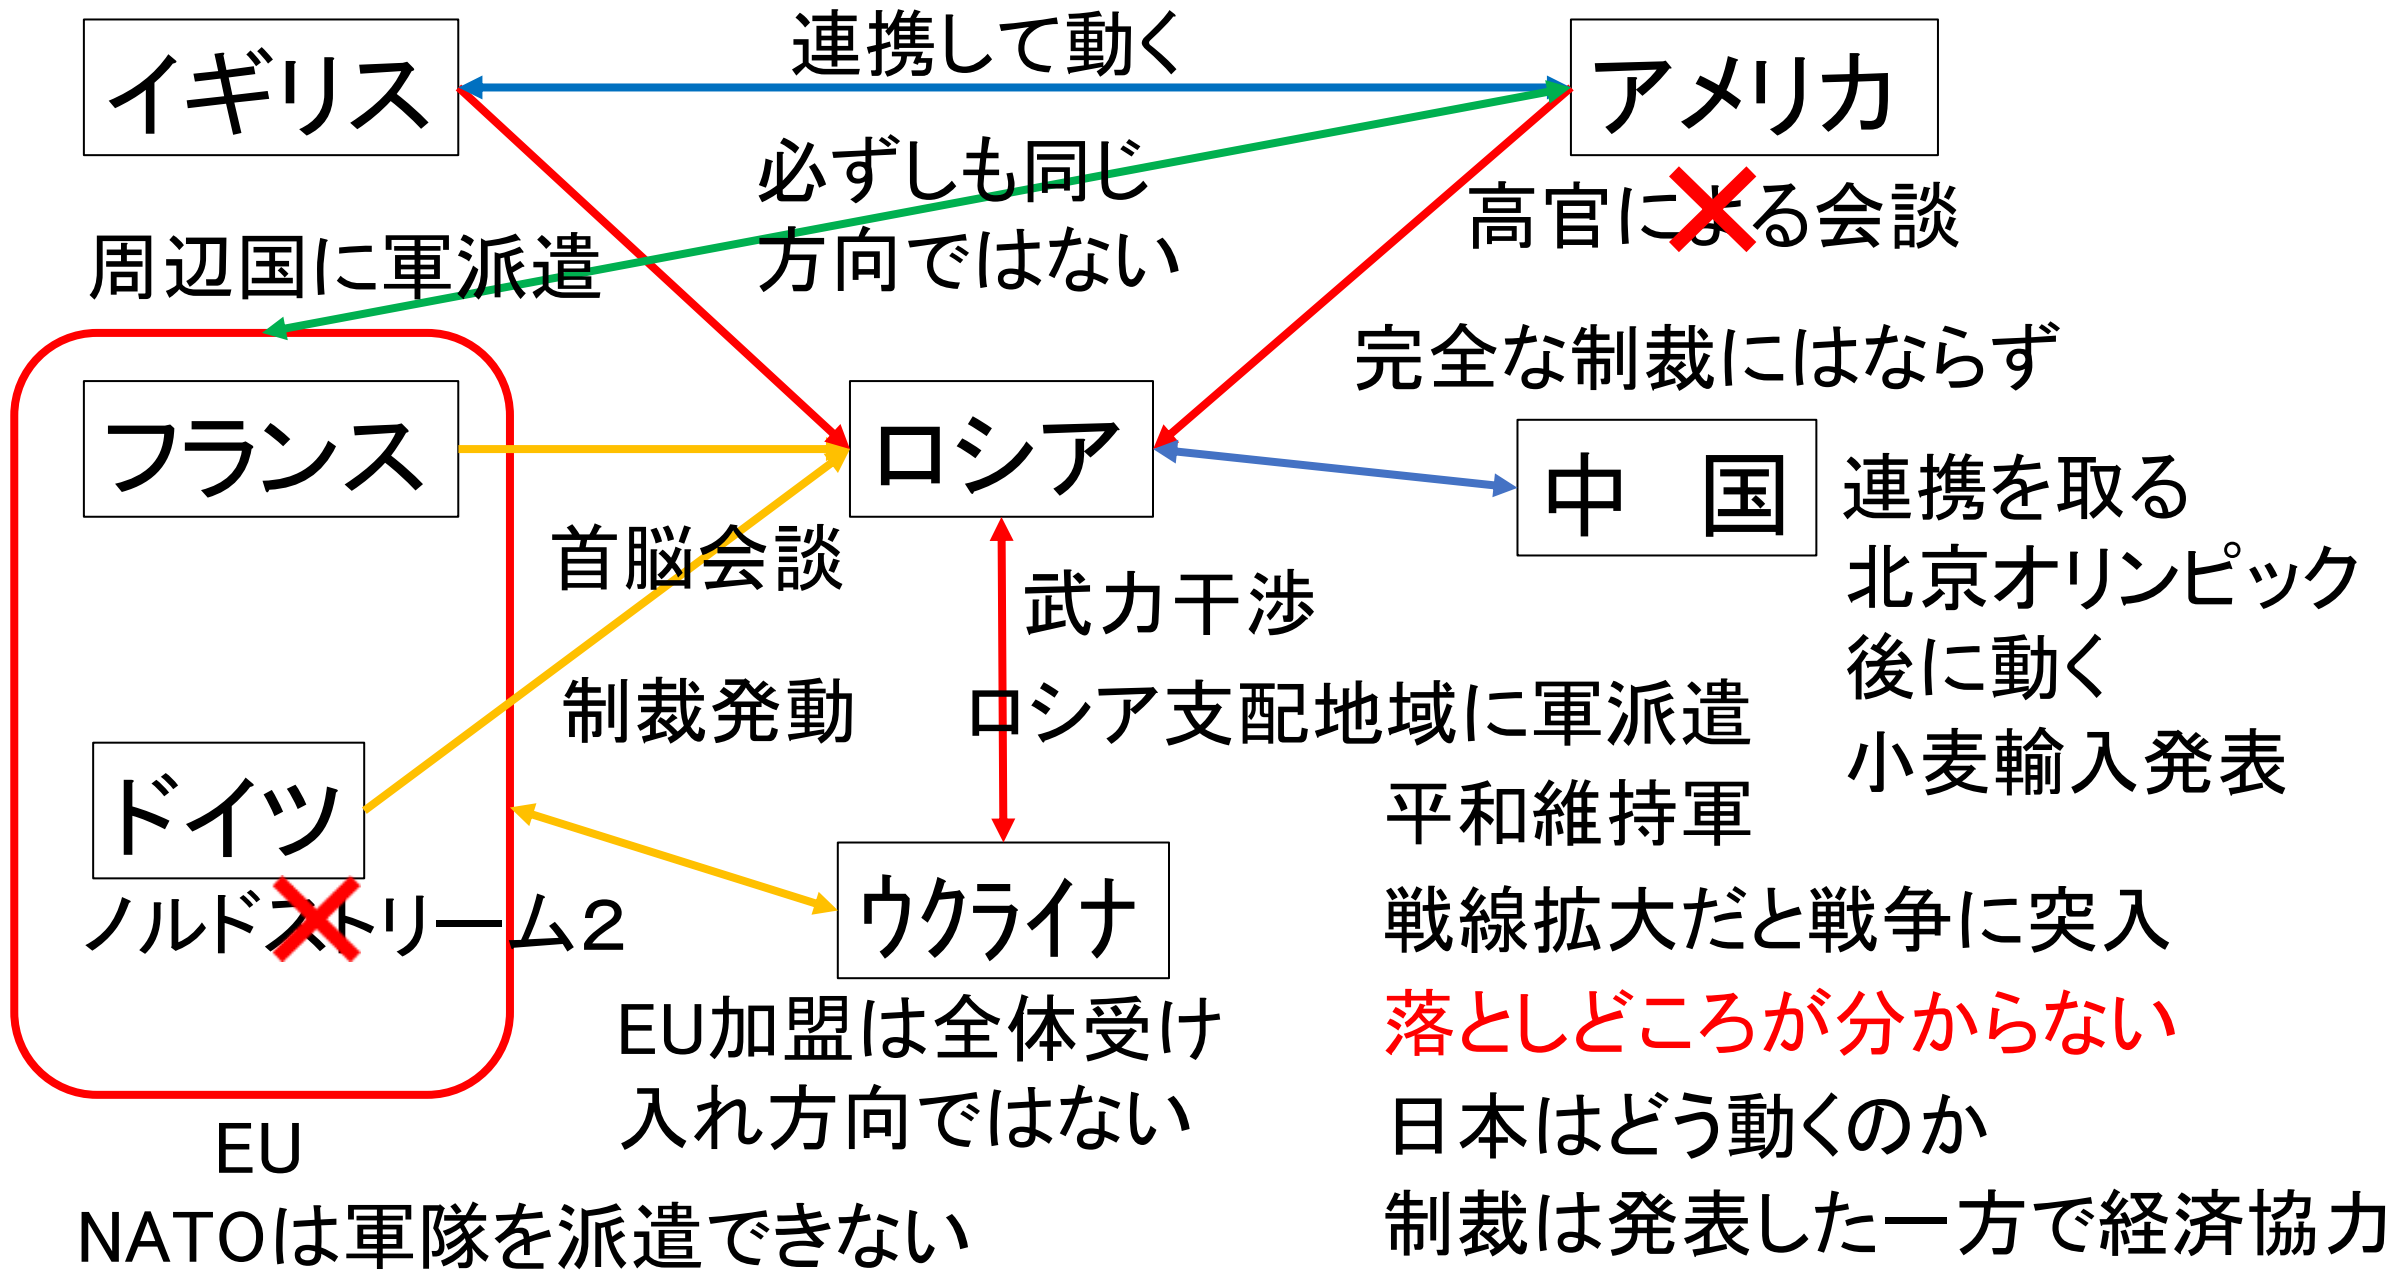 イギリス
連携して動く
アメリカ
必ずしも同じ
方向ではない
高官による会談
周辺国に軍派遣
完全な制裁にはならず
フランス
ロシア
中　国
連携を取る
北京オリンピック
後に動く
小麦輸入発表
首脳会談
武力干渉
制裁発動
ロシア支配地域に軍派遣
平和維持軍
ドイツ
ノルドストリーム2
ウクライナ
戦線拡大だと戦争に突入
落としどころが分からない
EU加盟は全体受け
入れ方向ではない
日本はどう動くのか
制裁は発表した一方で経済協力
EU
NATOは軍隊を派遣できない